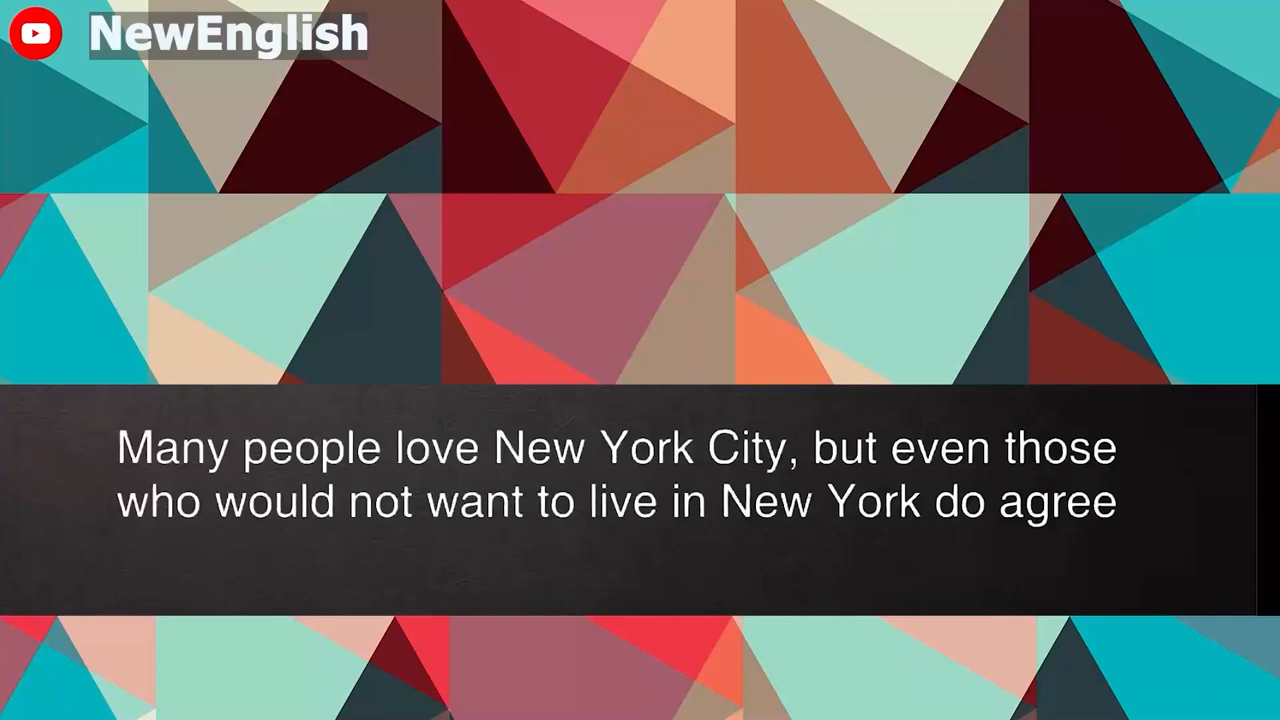 NewEnglish
Many people love New York City, but even those
who would not want to live in New York do agree